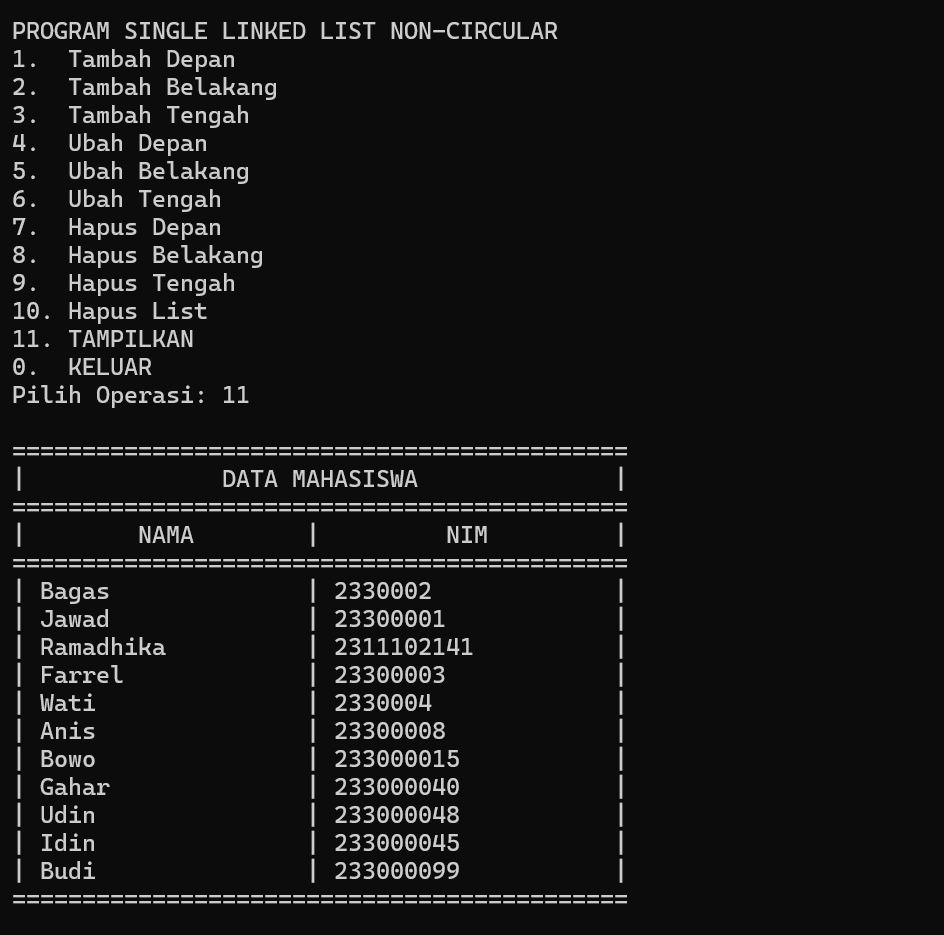 PROGRAM SINGLE LINKED LIST NON-CIRCULAR
1.  Tambah Depan
2.  Tambah Belakang
3.  Tambah Tengah
4.  Ubah Depan
5.  Ubah Belakang
6.  Ubah Tengah
7.  Hapus Depan
8.  Hapus Belakang
9.  Hapus Tengah
10. Hapus List
11. TAMPILKAN
0.  KELUAR
Pilih Operasi: 11

============================================
|              DATA MAHASISWA              |
============================================
|        NAMA        |         NIM         |
============================================
| Bagas              | 2330002             |
| Jawad              | 23300001            |
| Ramadhika          | 2311102141          |
| Farrel             | 23300003            |
| Wati               | 2330004             |
| Anis               | 23300008            |
| Bowo               | 233000015           |
| Gahar              | 233000040           |
| Udin               | 233000048           |
| Idin               | 233000045           |
| Budi               | 233000099           |
============================================